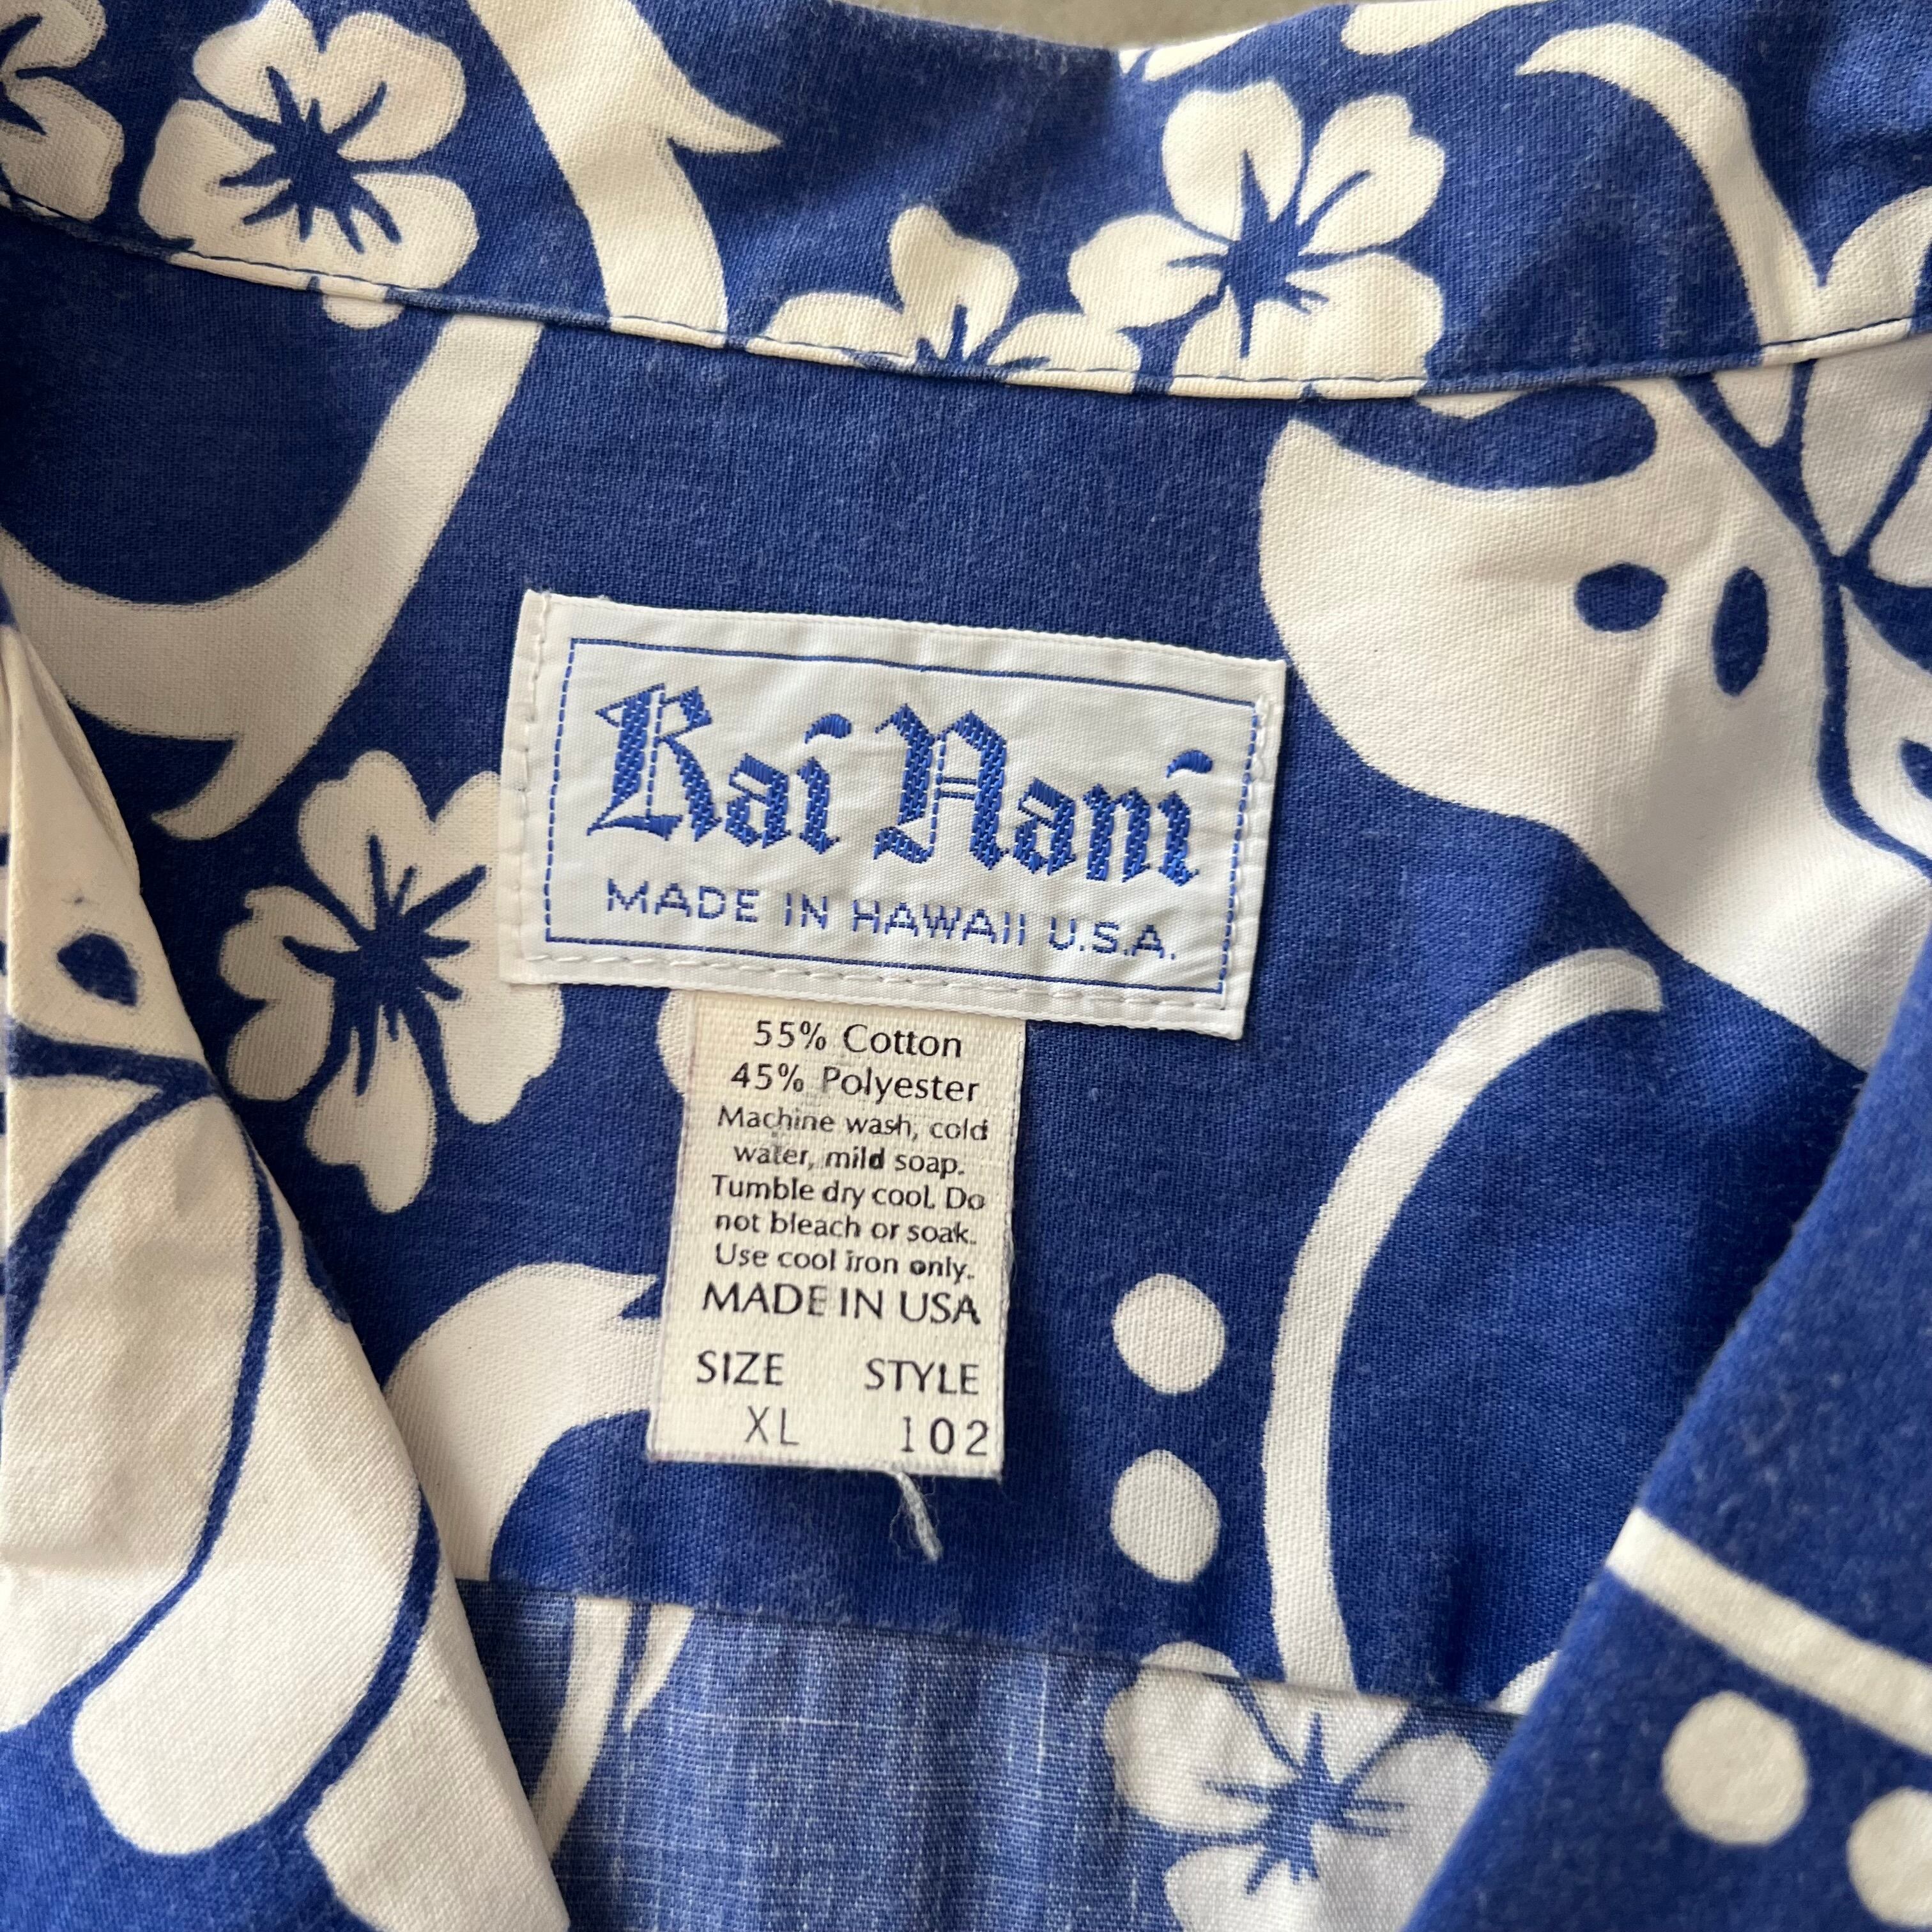 Kai Nani
MADE IN HAWAII U.S.A.
55% Cotton
45% Polyester
Machine wash, cold
water, mild soap.
Tumble dry cool. Do
not bleach or soak.
Use cool iron only.
MADE IN USA
SIZE STYLE
XL 102